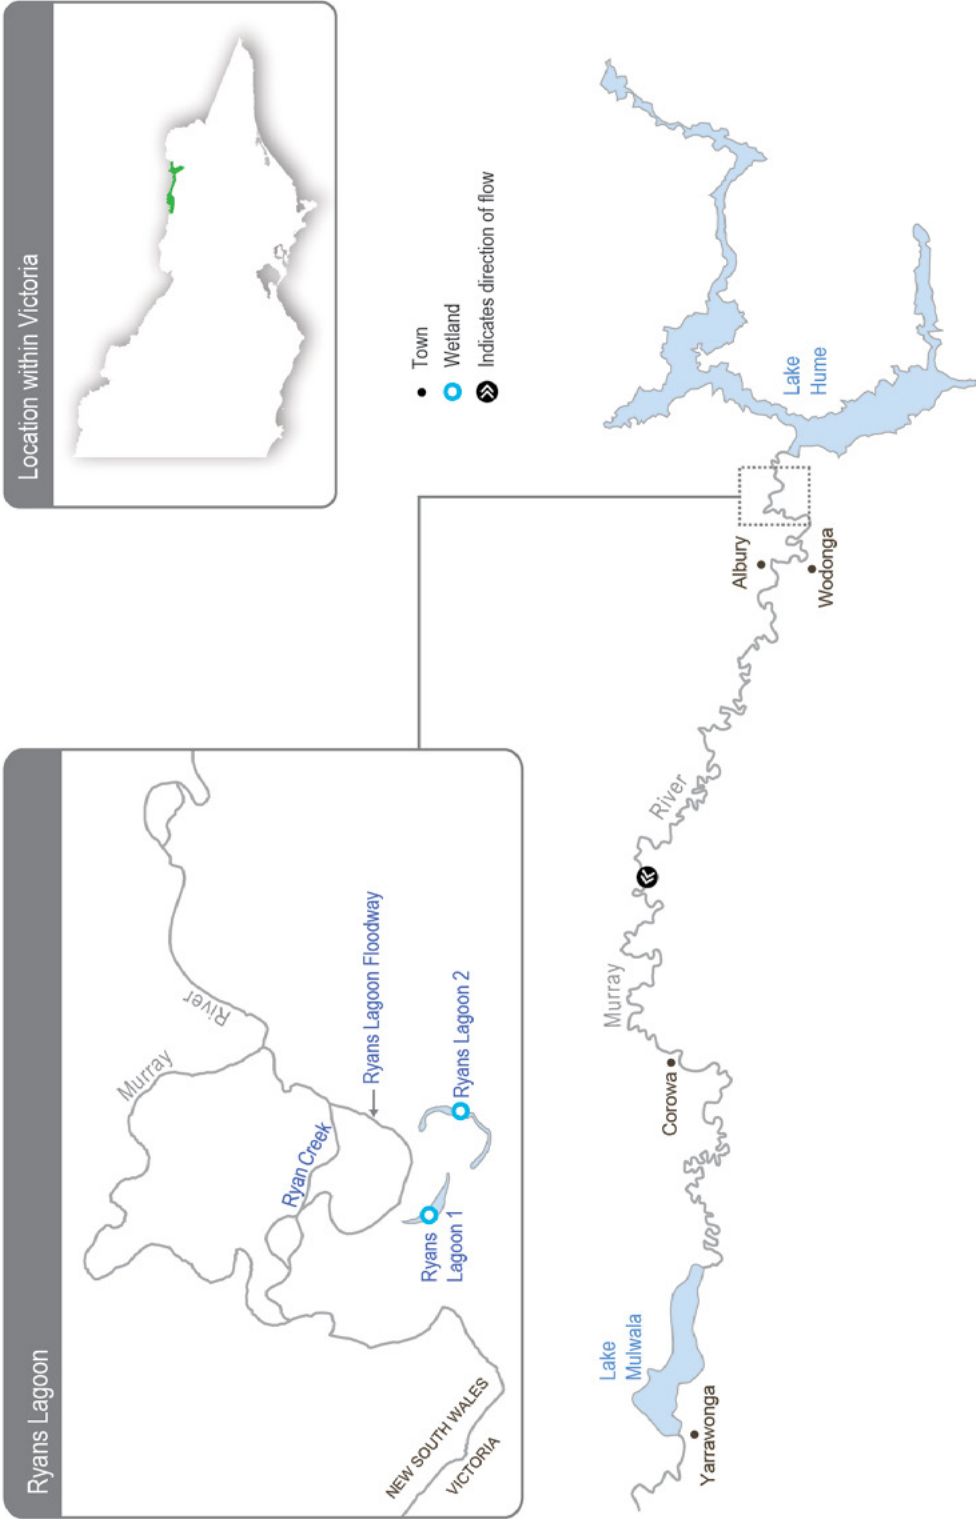 Ryans Lagoon
Murray
River
Ryan Creek
Ryans Lagoon Floodway
Ryans
Lagoon 1
Ryans Lagoon 2
NEW SOUTH WALES
VICTORIA
Location within Victoria
Town
Wetland
Indicates direction of flow
Lake
Mulwala
Yarrawonga
Corowa
Murray
River
Albury
Wodonga
Lake
Hume